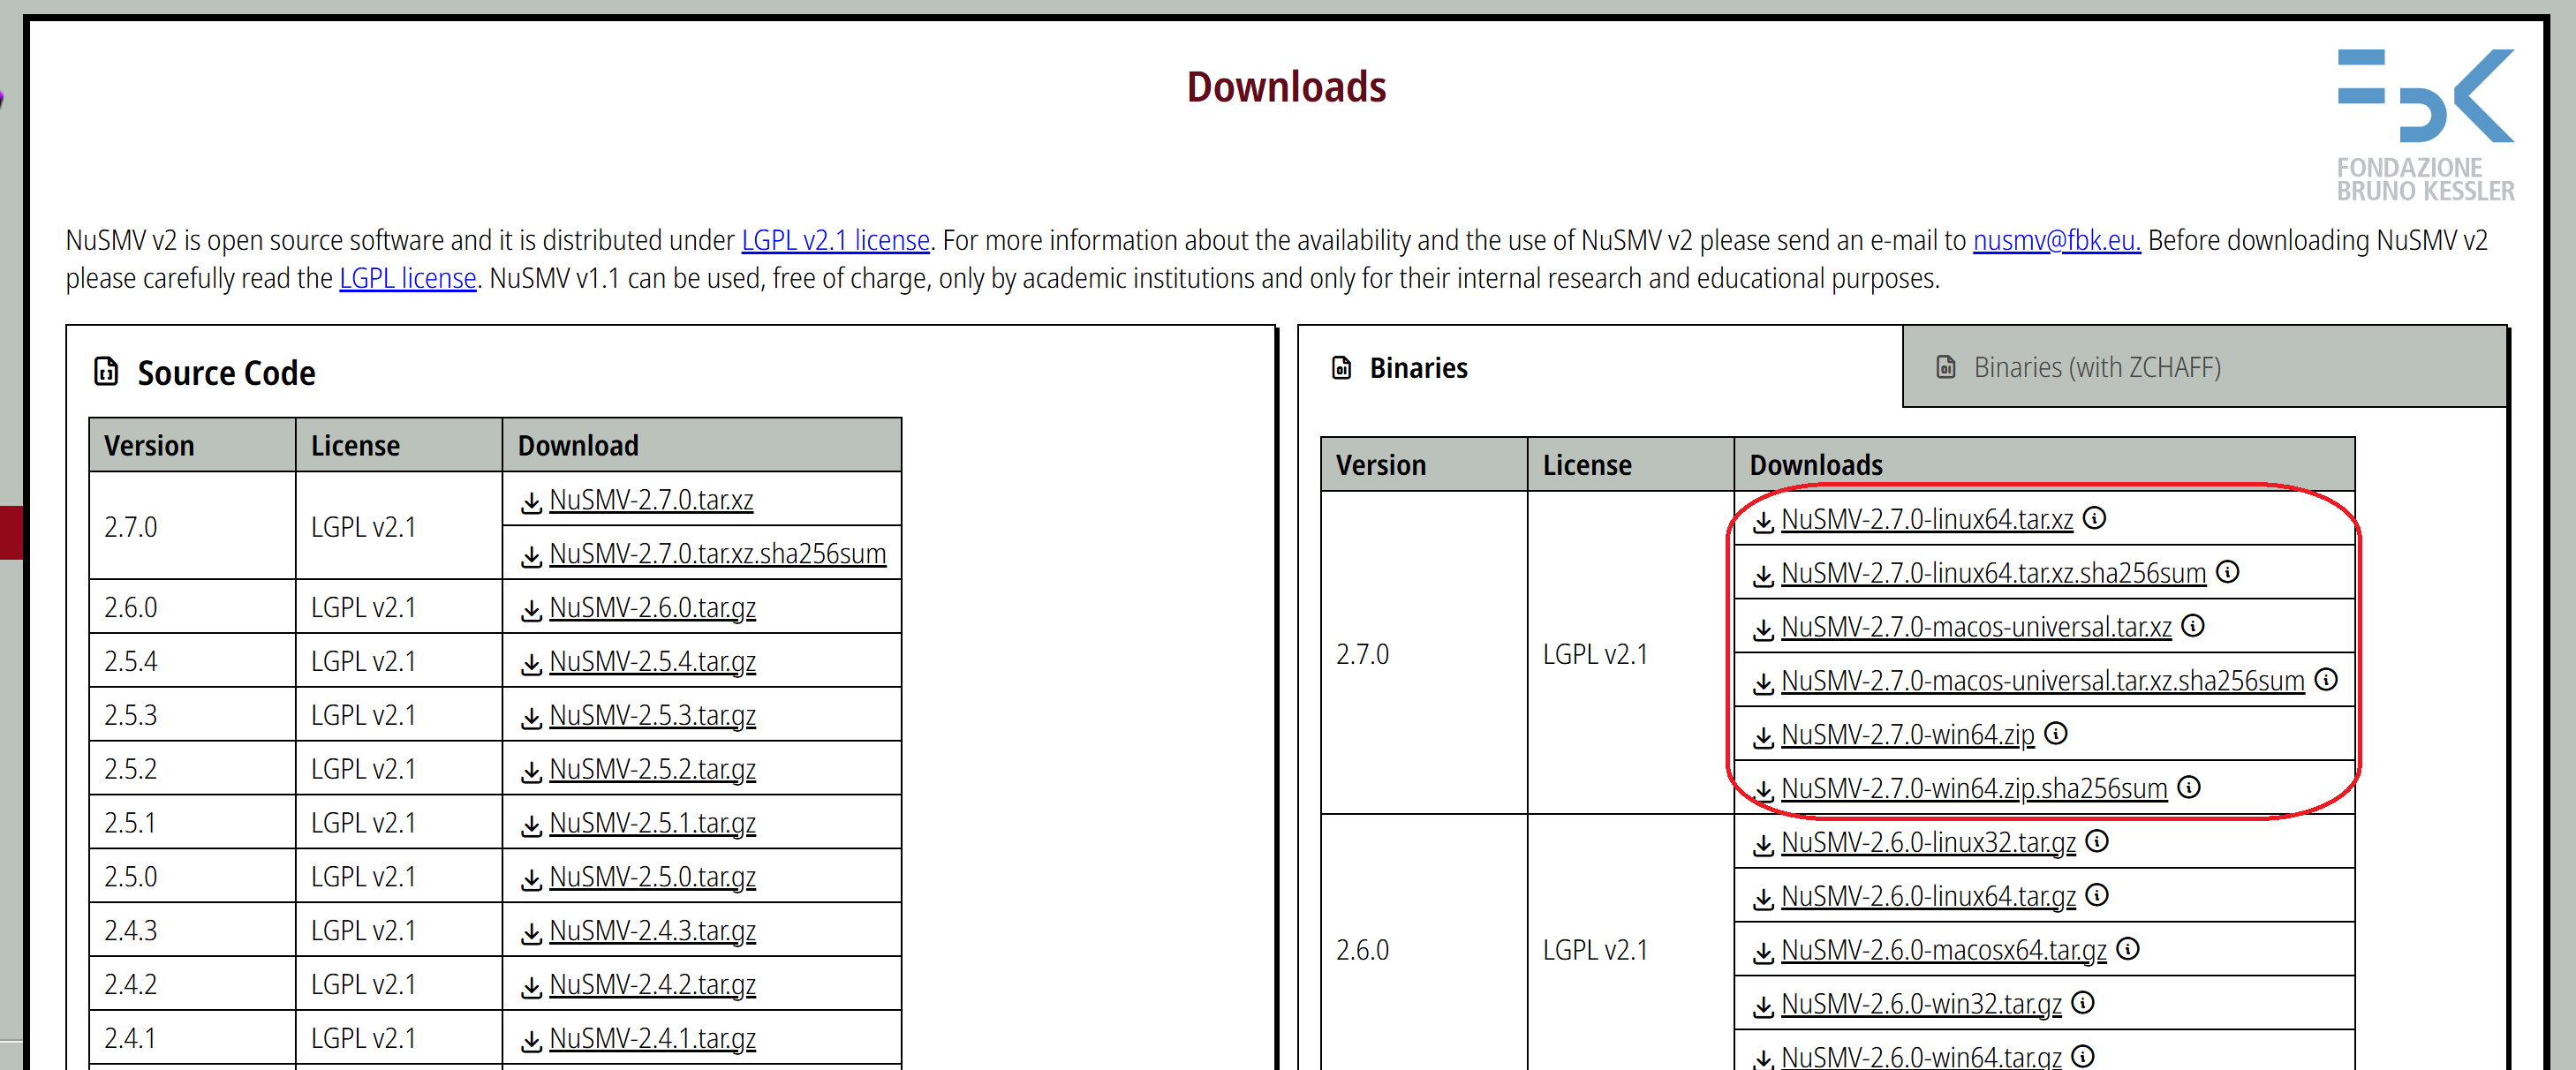 Downloads
FONDAZIONE
BRUNO KESSLER
NuSMV v2 is open source software and it is distributed under LGPL v2.1 license. For more information about the availability and the use of NuSMV v2 please send an e-mail to nusmv@fbk.eu. Before downloading NuSMV v2
please carefully read the LGPL license. NuSMV v1.1 can be used, free of charge, only by academic institutions and only for their internal research and educational purposes.
Source Code
Version License Download
2.7.0 LGPL v2.1 NuSMV-2.7.0.tar.xz
NuSMV-2.7.0.tar.xz.sha256sum
2.6.0 LGPL v2.1 NuSMV-2.6.0.tar.gz
2.5.4 LGPL v2.1 NuSMV-2.5.4.tar.gz
2.5.3 LGPL v2.1 NuSMV-2.5.3.tar.gz
2.5.2 LGPL v2.1 NuSMV-2.5.2.tar.gz
2.5.1 LGPL v2.1 NuSMV-2.5.1.tar.gz
2.5.0 LGPL v2.1 NuSMV-2.5.0.tar.gz
2.4.3 LGPL v2.1 NuSMV-2.4.3.tar.gz
2.4.2 LGPL v2.1 NuSMV-2.4.2.tar.gz
2.4.1 LGPL v2.1 NuSMV-2.4.1.tar.gz
Binaries
Binaries (with ZCHAFF)
Version License Downloads
2.7.0 LGPL v2.1 NuSMV-2.7.0-linux64.tar.xz
NuSMV-2.7.0-linux64.tar.xz.sha256sum
NuSMV-2.7.0-macos-universal.tar.xz
NuSMV-2.7.0-macos-universal.tar.xz.sha256sum
NuSMV-2.7.0-win64.zip
NuSMV-2.7.0-win64.zip.sha256sum
2.6.0 LGPL v2.1 NuSMV-2.6.0-linux32.tar.gz
NuSMV-2.6.0-linux64.tar.gz
NuSMV-2.6.0-macosx64.tar.gz
NuSMV-2.6.0-win32.tar.gz
NuSMV-2.6.0-win64.tar.gz